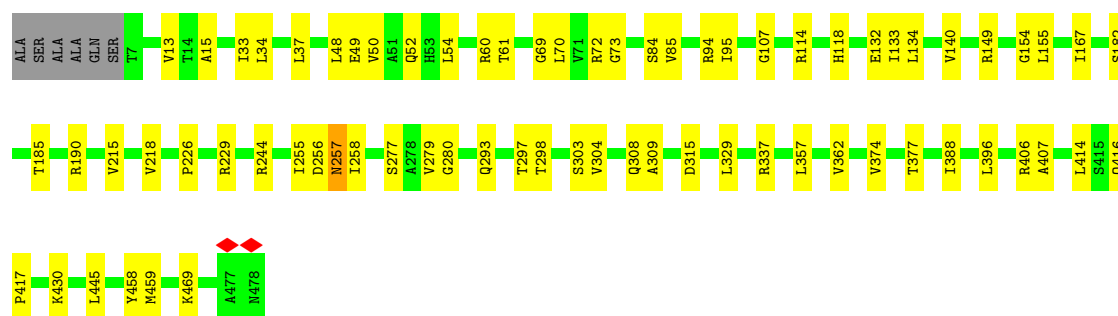 ALA SER ALA ALA GLN SER T7 V13 T14 A15 I33 L34 L37 L48 E49 V50 A51 Q52 H53 L54 R60 T61 G69 L70 V71 R72 G73 S84 V85 R94 I95 G107 R114 H118 E132 I133 L134 V140 R149 G154 L155 I167 S182
T185 R190 V215 V218 P226 R229 R244 I255 D256 N257 I258 S277 A278 V279 G280 Q293 T297 T298 S303 V304 Q308 A309 D315 L329 R337 L357 V362 V374 T377 I388 L396 R406 A407 L414 S415
P417 K430 L445 Y458 M459 K469 A477 N478